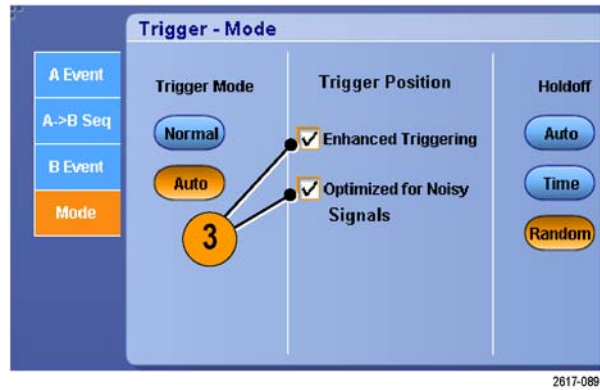 Trigger - Mode
A Event
A->B Seq
B Event
Mode
Trigger Mode
Normal
Auto
3
Trigger Position
Enhanced Triggering
Optimized for Noisy
Signals
Holdoff
Auto
Time
Random
2617-089